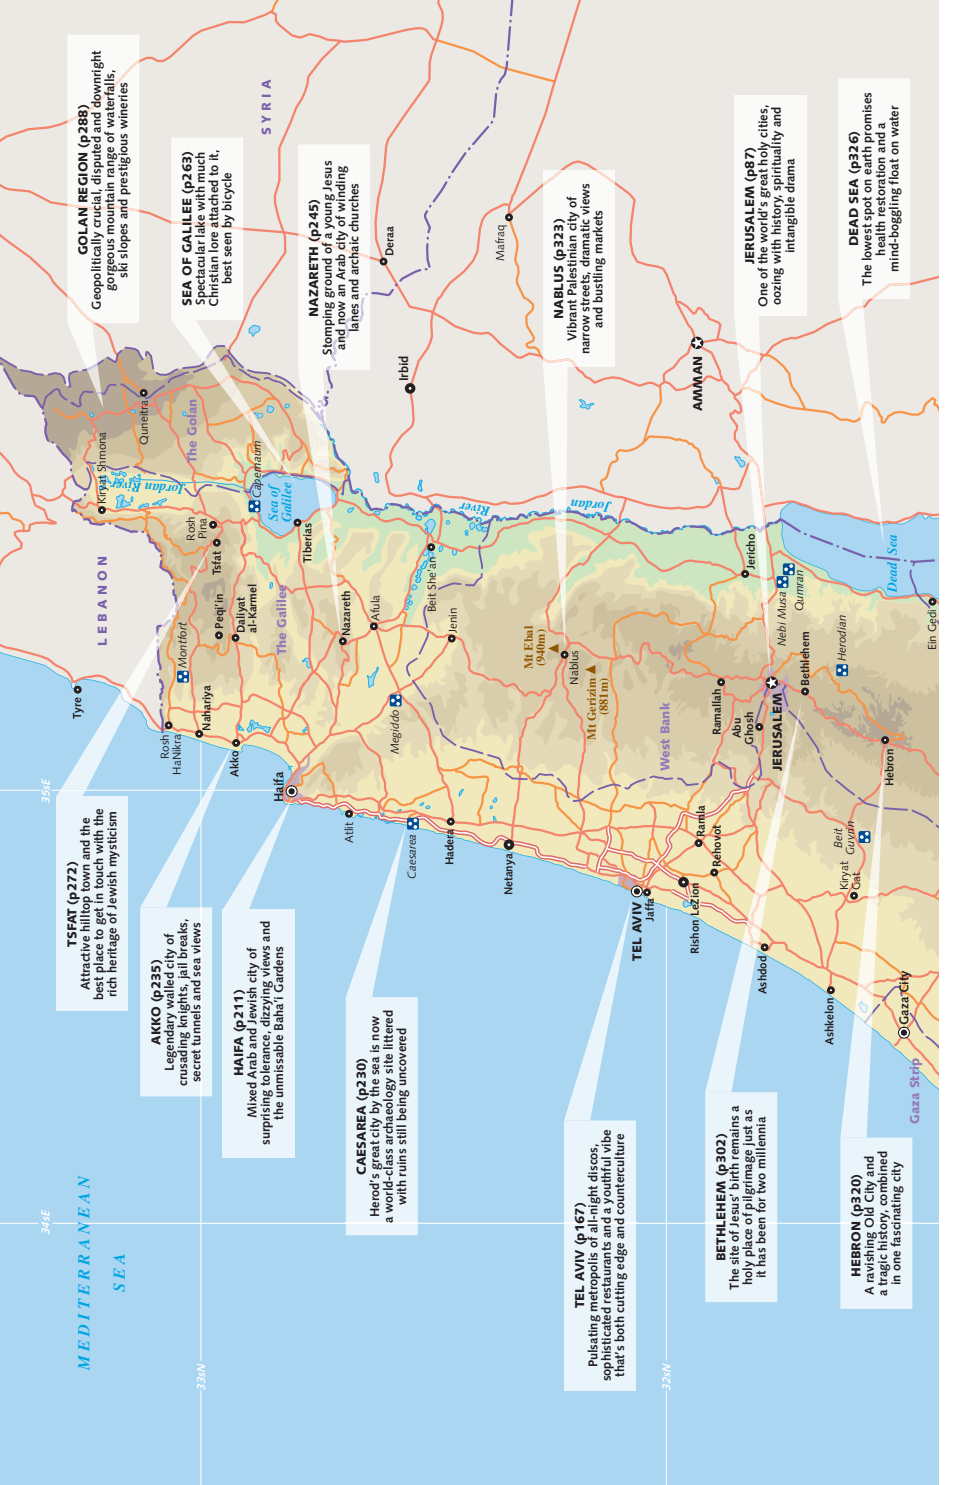 GOLAN REGION (p288)
Geopolitically crucial, disputed and downright
gorgeous mountain range of waterfalls,
ski slopes and prestigious wineries
SEA OF GALILEE (p263)
Spectacular lake with much
Christian lore attached to it,
best seen by bicycle
NAZARETH (p245)
Stomping ground of a young Jesus
and now an Arab city of winding
lanes and archaic churches
NABLUS (p323)
Vibrant Palestinian city of
narrow streets, dramatic views
and bustling markets
JERUSALEM (p87)
One of the world's great holy cities,
oozing with history, spirituality and
intangible drama
DEAD SEA (p326)
The lowest spot on earth promises
health restoration and a
mind-boggling float on water
TSFAT (p272)
Attractive hilltop town and the
best place to get in touch with the
rich heritage of Jewish mysticism
AKKO (p235)
Legendary walled city of
crusading knights, jail breaks,
secret tunnels and sea views
HAIFA (p211)
Mixed Arab and Jewish city of
surprising tolerance, dizzying views and
the unmissable Baha'i Gardens
CAESAREA (p230)
Herod's great city by the sea is now
a world-class archaeology site littered
with ruins still being uncovered
TEL AVIV (p167)
Pulsating metropolis of all-night discos,
sophisticated restaurants and a youthful vibe
that's both cutting edge and counterculture
BETHLEHEM (p302)
The site of Jesus' birth remains a
holy place of pilgrimage just as
it has been for two millennia
HEBRON (p320)
A ravishing Old City and
a tragic history, combined
in one fascinating city
MEDITERRANEAN
SEA
34sE
35sE
33sN
32sN
LEBANON
SYRIA
Tyre
Kiryat Shmona
Quneitra
The Golan
Jordan River
Rosh
Pina
Tsfat
Capernaum
Sea of
Galilee
Tiberias
Rosh
HaNikra
Montfort
Nahariya
Peqi'in
Akko
Daliyat
al-Karmel
The Galilee
Haifa
Nazareth
Afula
Atlit
Megiddo
Beit She'an
Caesarea
Hadera
Jenin
Deraa
Irbid
Mafraq
Jordan
River
Netanya
Mt Ebal
(940m)
Nablus
Mt Gerizim
(881m)
West Bank
TEL AVIV
Jaffa
Rishon LeZion
Ramla
Rehovot
Ramallah
Abu
Ghosh
JERUSALEM
Jericho
AMMAN
Nebi Musa
Qumran
Bethlehem
Herodian
Ashdod
Ashkelon
Kiryat
Gat
Beit
Guvrin
Hebron
Dead Sea
Ein Gedi
Gaza City
Gaza Strip